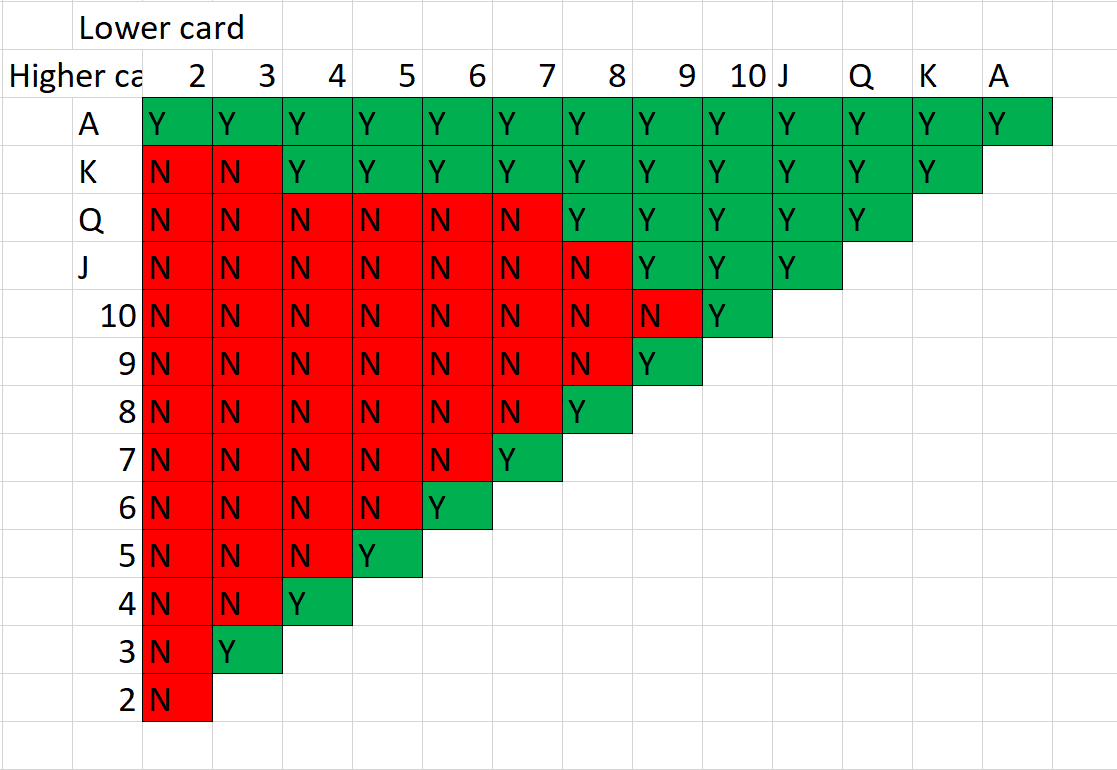 Lower card
Higher ca 2 3 4 5 6 7 8 9 10 J Q K A
A Y Y Y Y Y Y Y Y Y Y Y Y Y
K N N Y Y Y Y Y Y Y Y Y Y
Q N N N N N N Y Y Y Y Y
J N N N N N N N Y Y Y
10 N N N N N N N N Y
9 N N N N N N N Y
8 N N N N N N Y
7 N N N N N Y
6 N N N N Y
5 N N N Y
4 N N Y
3 N Y
2 N